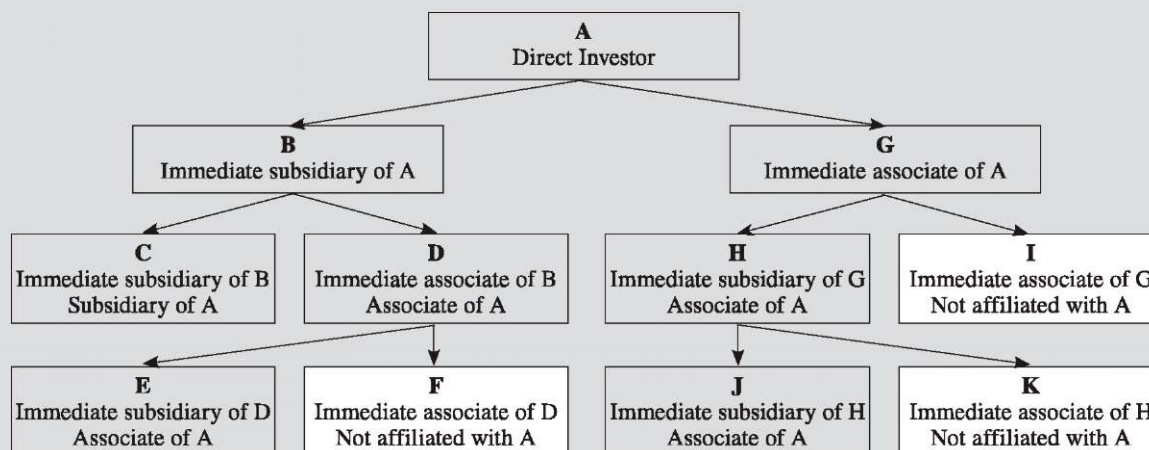 A
Direct Investor
B
Immediate subsidiary of A
G
Immediate associate of A
C
Immediate subsidiary of B
Subsidiary of A
D
Immediate associate of B
Associate of A
H
Immediate subsidiary of G
Associate of A
I
Immediate associate of G
Not affiliated with A
E
Immediate subsidiary of D
Associate of A
F
Immediate associate of D
Not affiliated with A
J
Immediate subsidiary of H
Associate of A
K
Immediate associate of H
Not affiliated with A